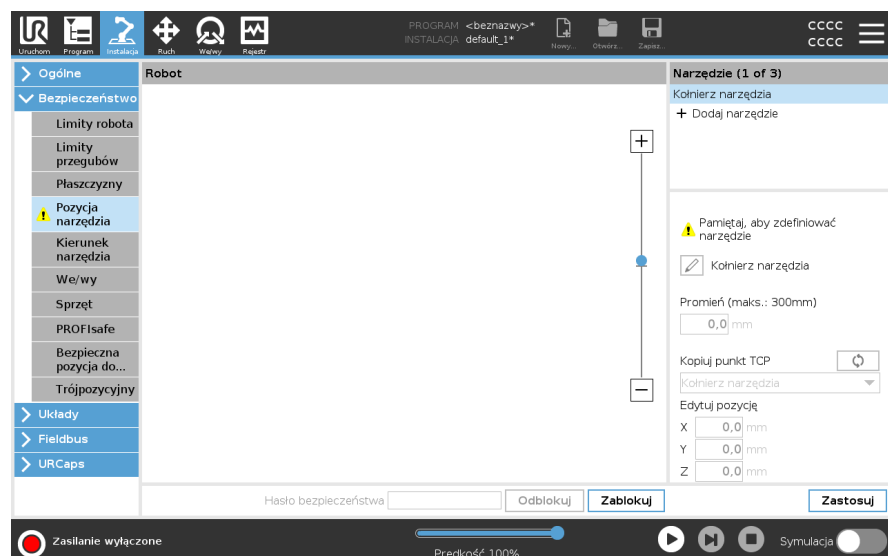 PROGRAM <beznazwy>*
INSTALACJA default_1*
Uruchom
Program
Instalacja
Ruch
We/wy
Rejestr
Nowy...
Otwórz...
Zapisz...
CCCC
CCCC
Ogólne
Bezpieczeństwo
Limity robota
Limity
przegubów
Płaszczyzny
Pozycja
narzędzia
Kierunek
narzędzia
We/wy
Sprzęt
PROFIsafe
Bezpieczna
pozycja do...
Trójpozycyjny
Układy
Fieldbus
URCaps
Robot
Narzędzie (1 of 3)
Kołnierz narzędzia
+ Dodaj narzędzie
Pamiętaj, aby zdefiniować
narzędzie
Kołnierz narzędzia
Promień (maks.: 300mm)
0,0 mm
Kopiuj punkt TCP
Kołnierz narzędzia
Edytuj pozycję
X 0,0 mm
Y 0,0 mm
Z 0,0 mm
Hasło bezpieczeństwa
Odblokuj
Zablokuj
Zastosuj
Zasilanie wyłączone
Prędkość 100%
Symulacja